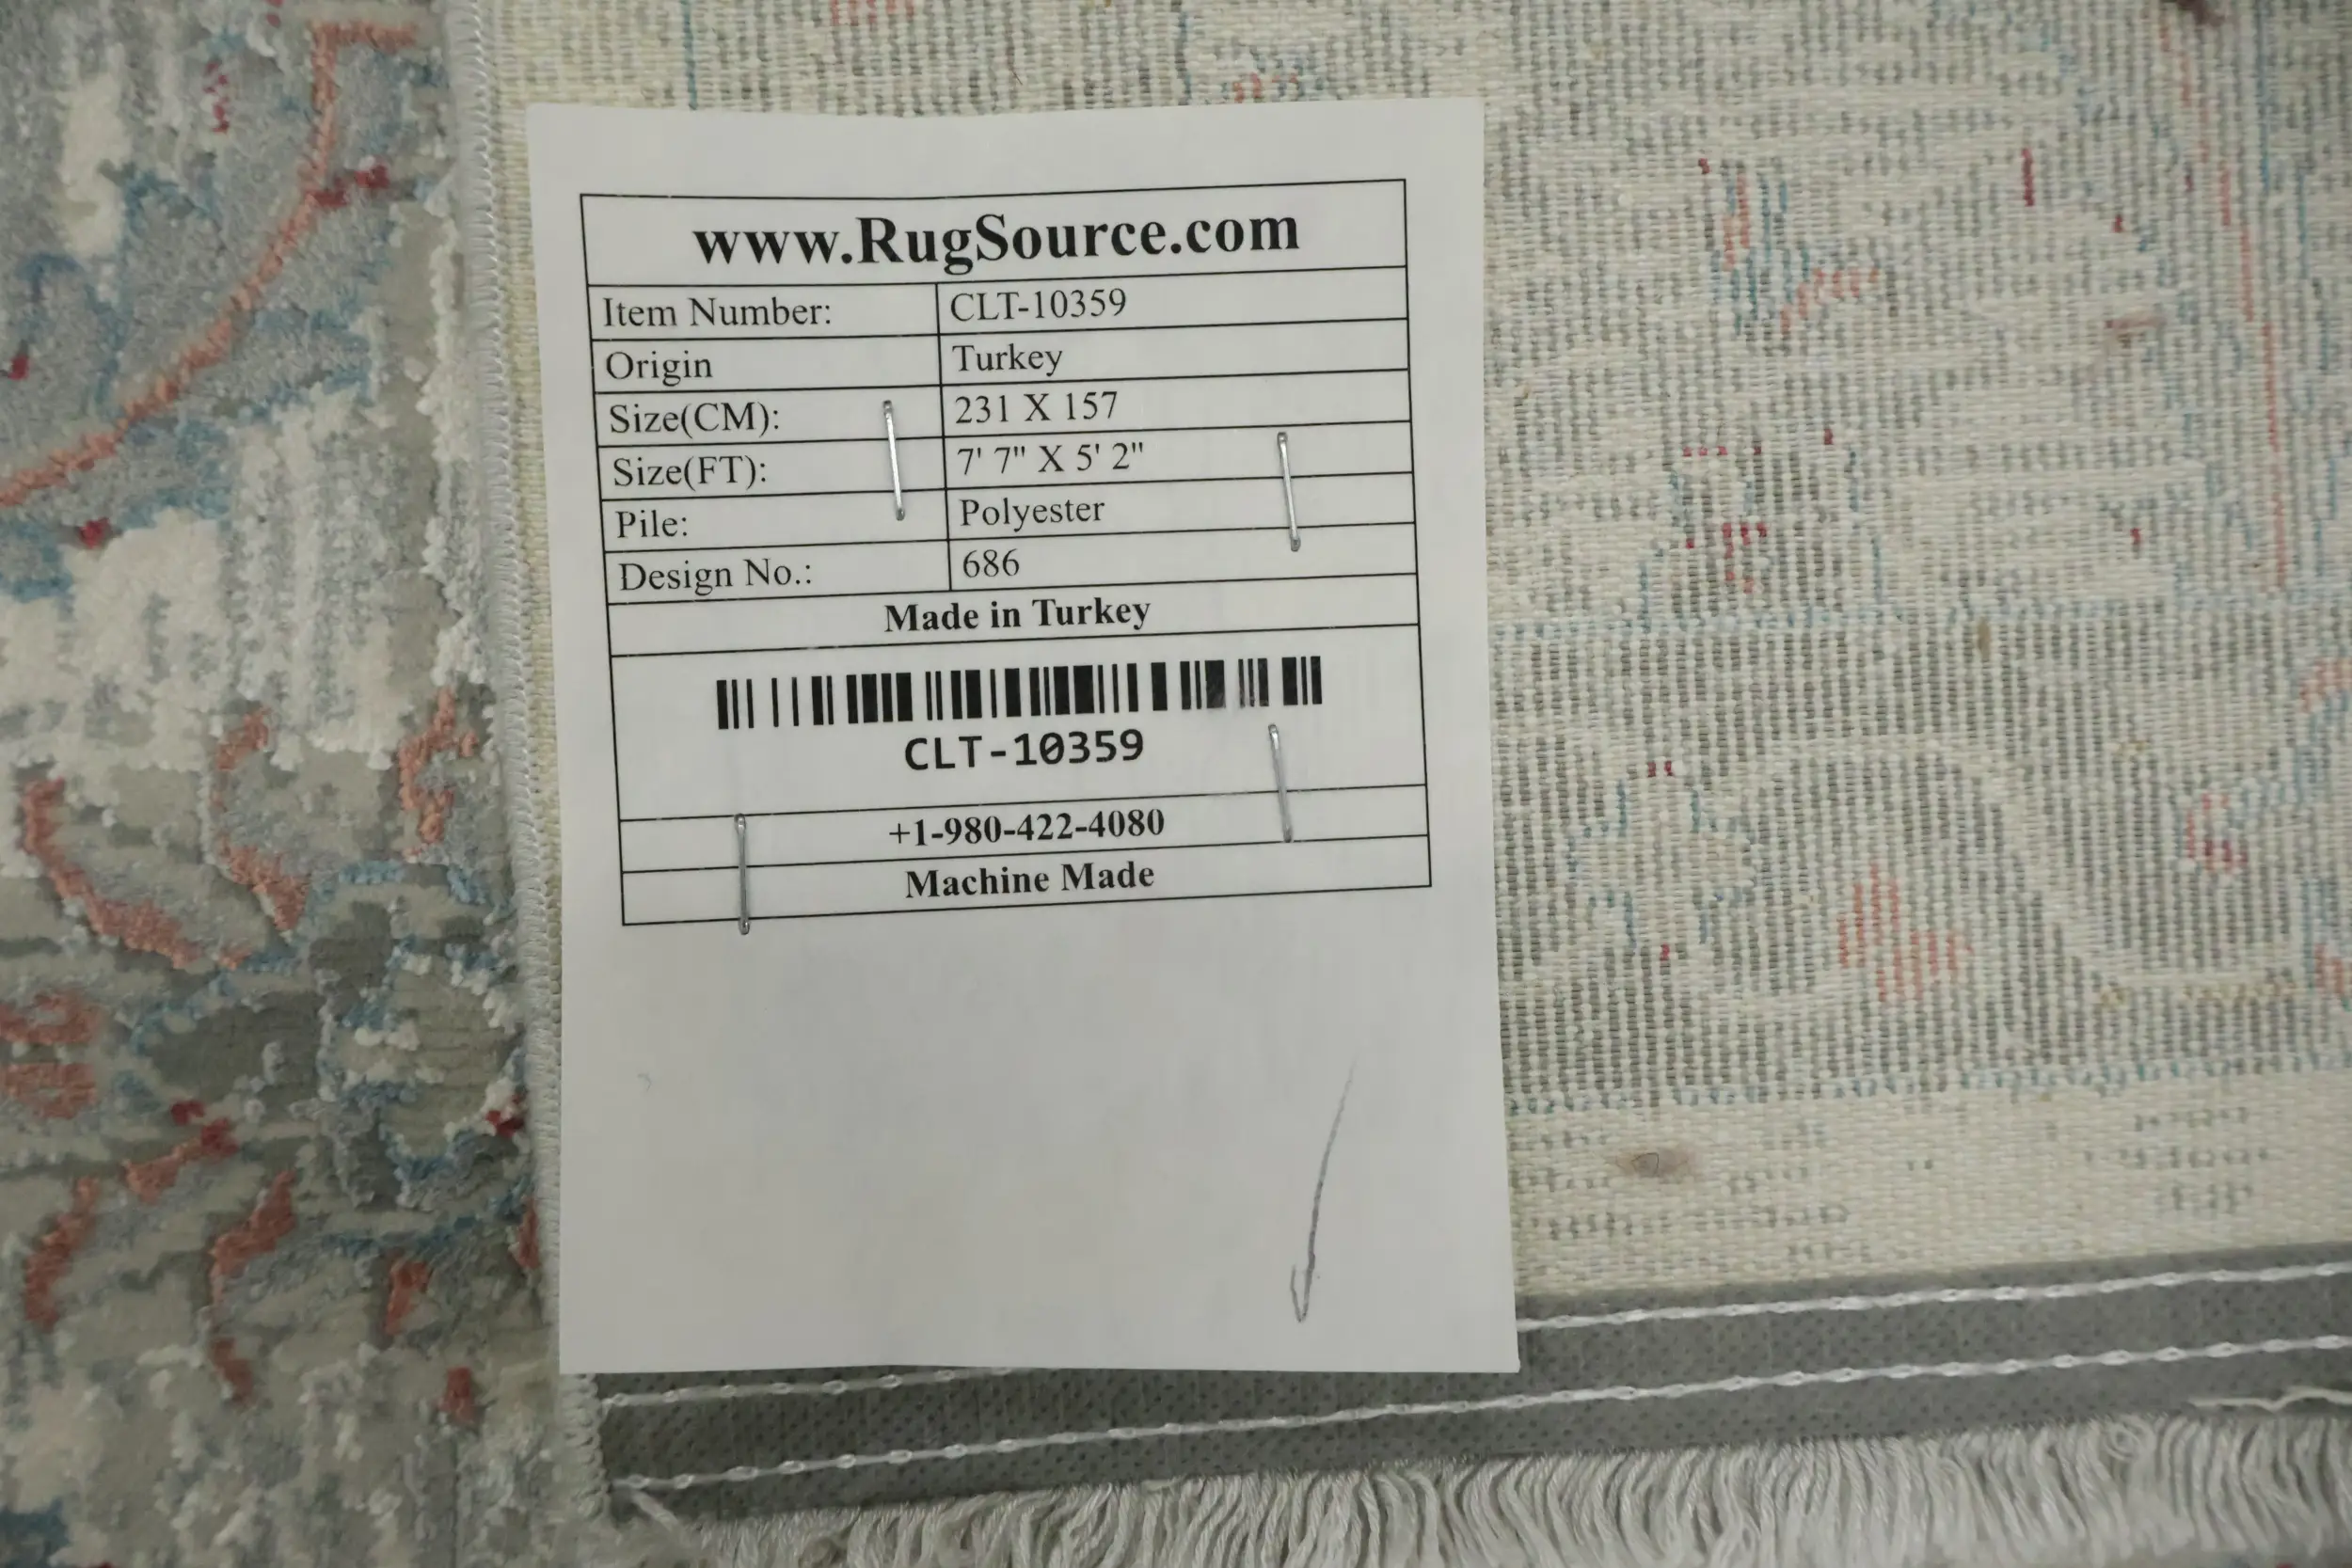 www.RugSource.com
Item Number: CLT-10359
Origin Turkey
Size(CM): 231 X 157
Size(FT): 7' 7" X 5' 2"
Pile: Polyester
Design No.: 686
Made in Turkey
CLT-10359
+1-980-422-4080
Machine Made